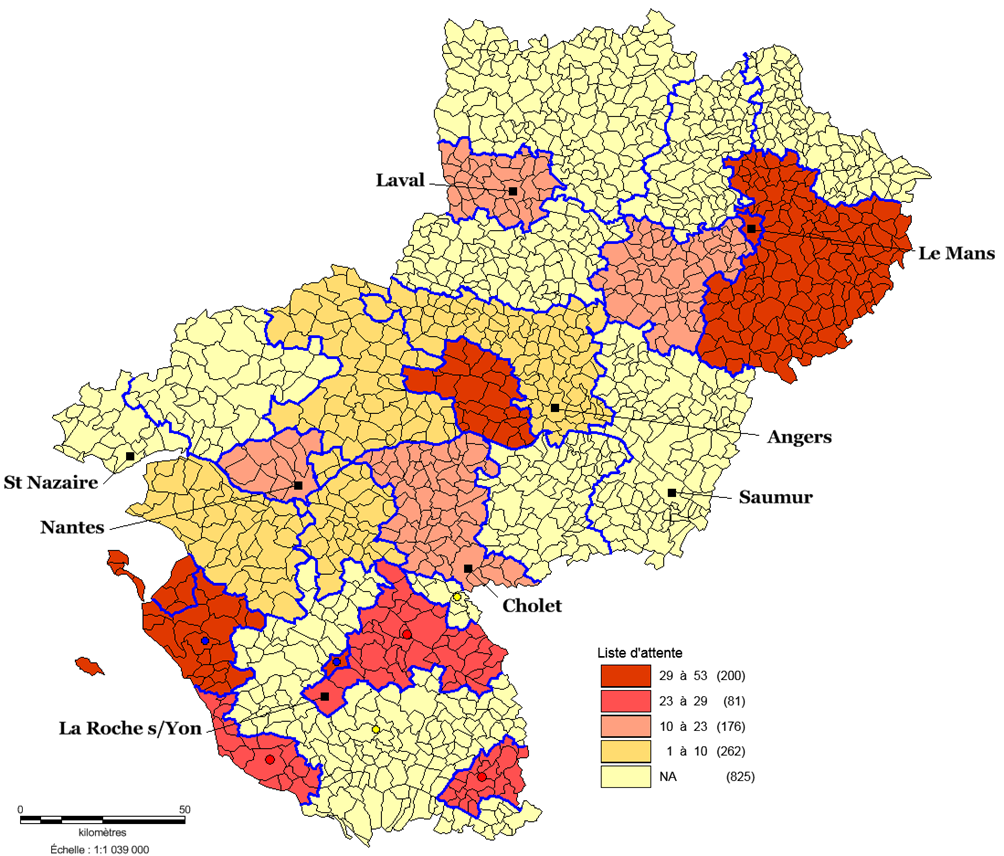 Laval
Le Mans
Angers
St Nazaire
Saumur
Nantes
Cholet
La Roche s/Yon
Liste d'attente
29 à 53 (200)
23 à 29 (81)
10 à 23 (176)
1 à 10 (262)
NA (825)
0 50
kilomètres
Échelle : 1:1 039 000